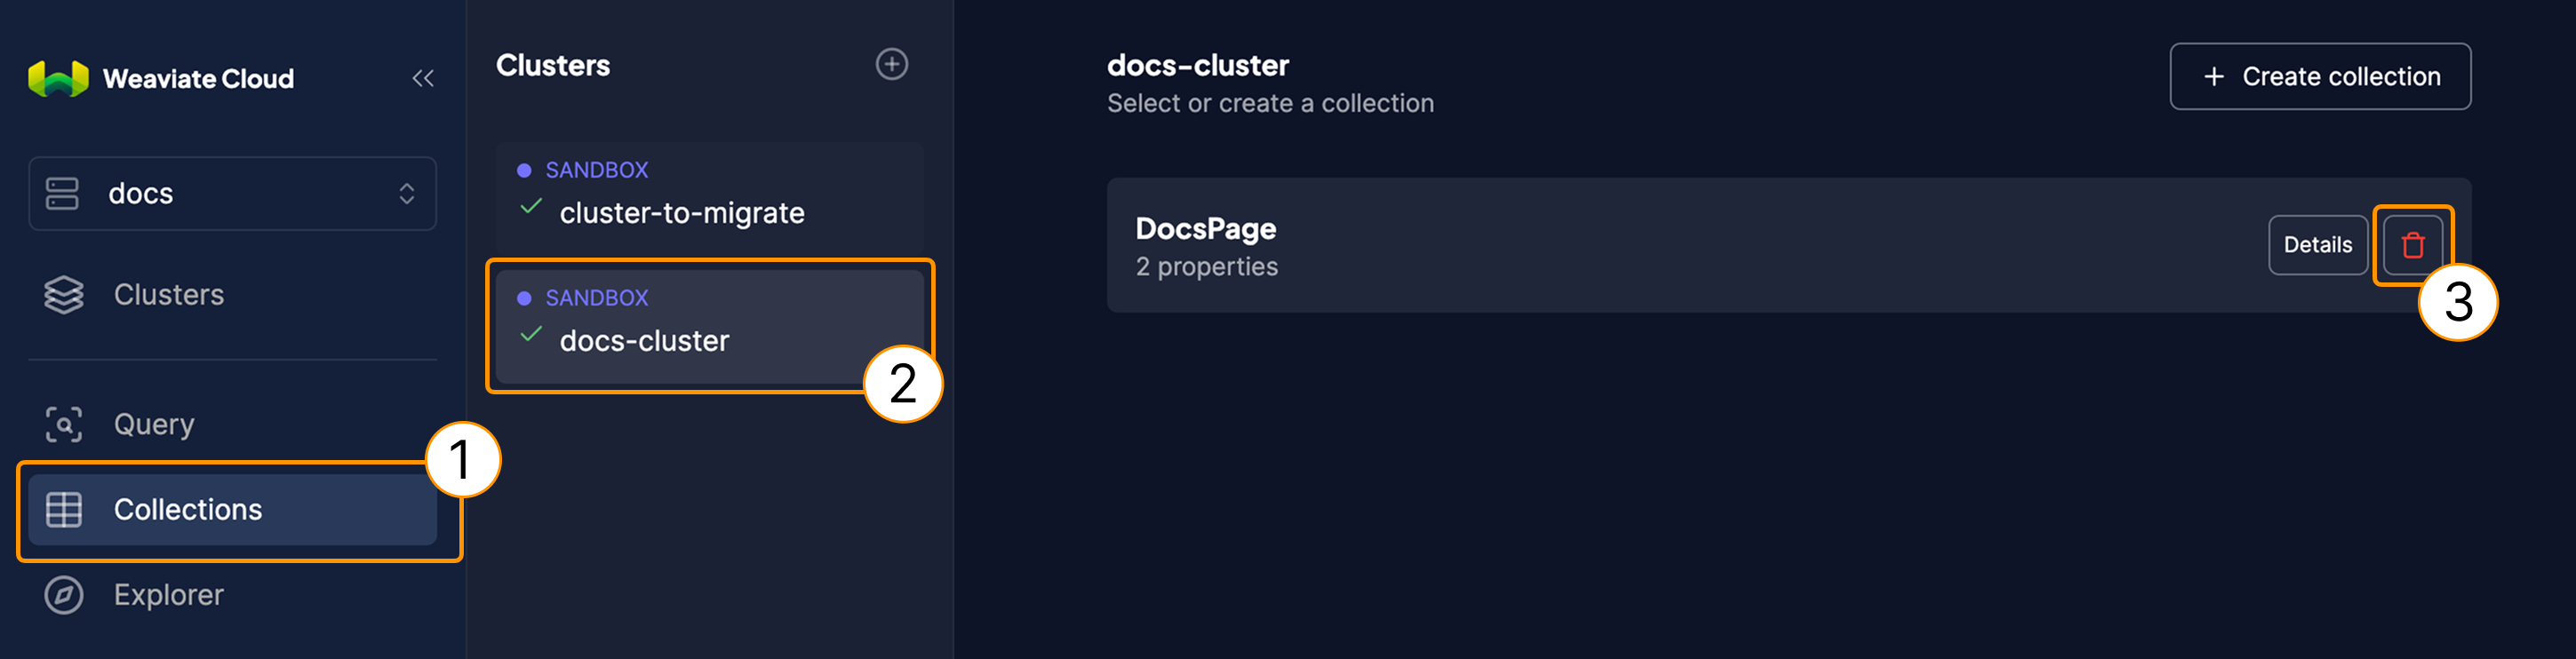 Weaviate Cloud
docs
Clusters
Query
1
Collections
Explorer
Clusters
SANDBOX
cluster-to-migrate
SANDBOX
docs-cluster
2
docs-cluster
Select or create a collection
+ Create collection
DocsPage
2 properties
Details
3